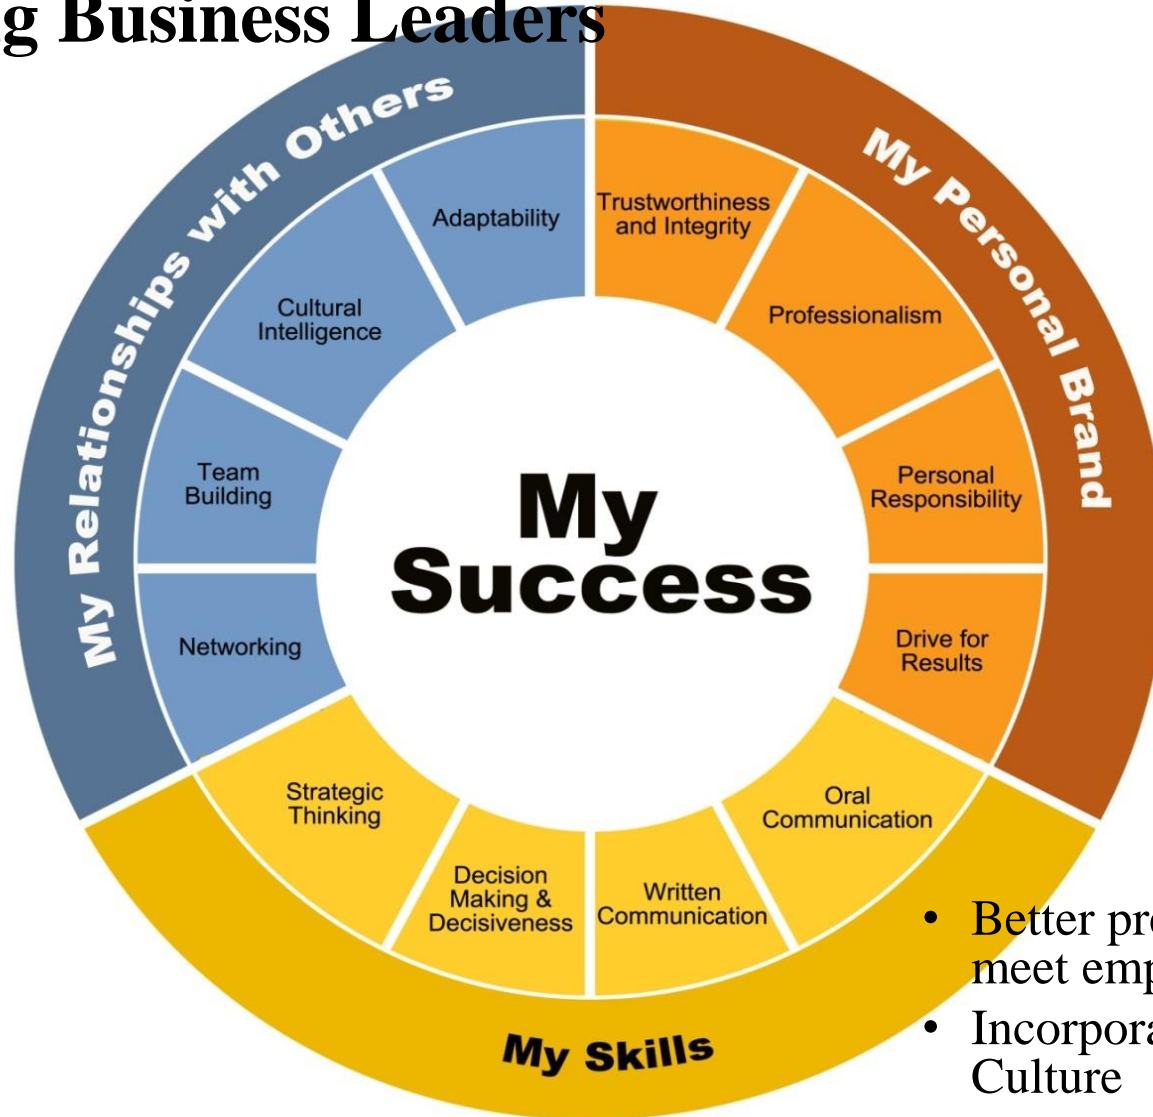 g Business Leaders
My Relationships with Others
My Personal Brand
Adaptability
Trustworthiness
and Integrity
Cultural
Intelligence
Professionalism
Team
Building
Personal
Responsibility
My
Success
Networking
Drive for
Results
Strategic
Thinking
Oral
Communication
Decision
Making &
Decisiveness
Written
Communication
My Skills
• Better pr
meet emp
• Incorpora
Culture